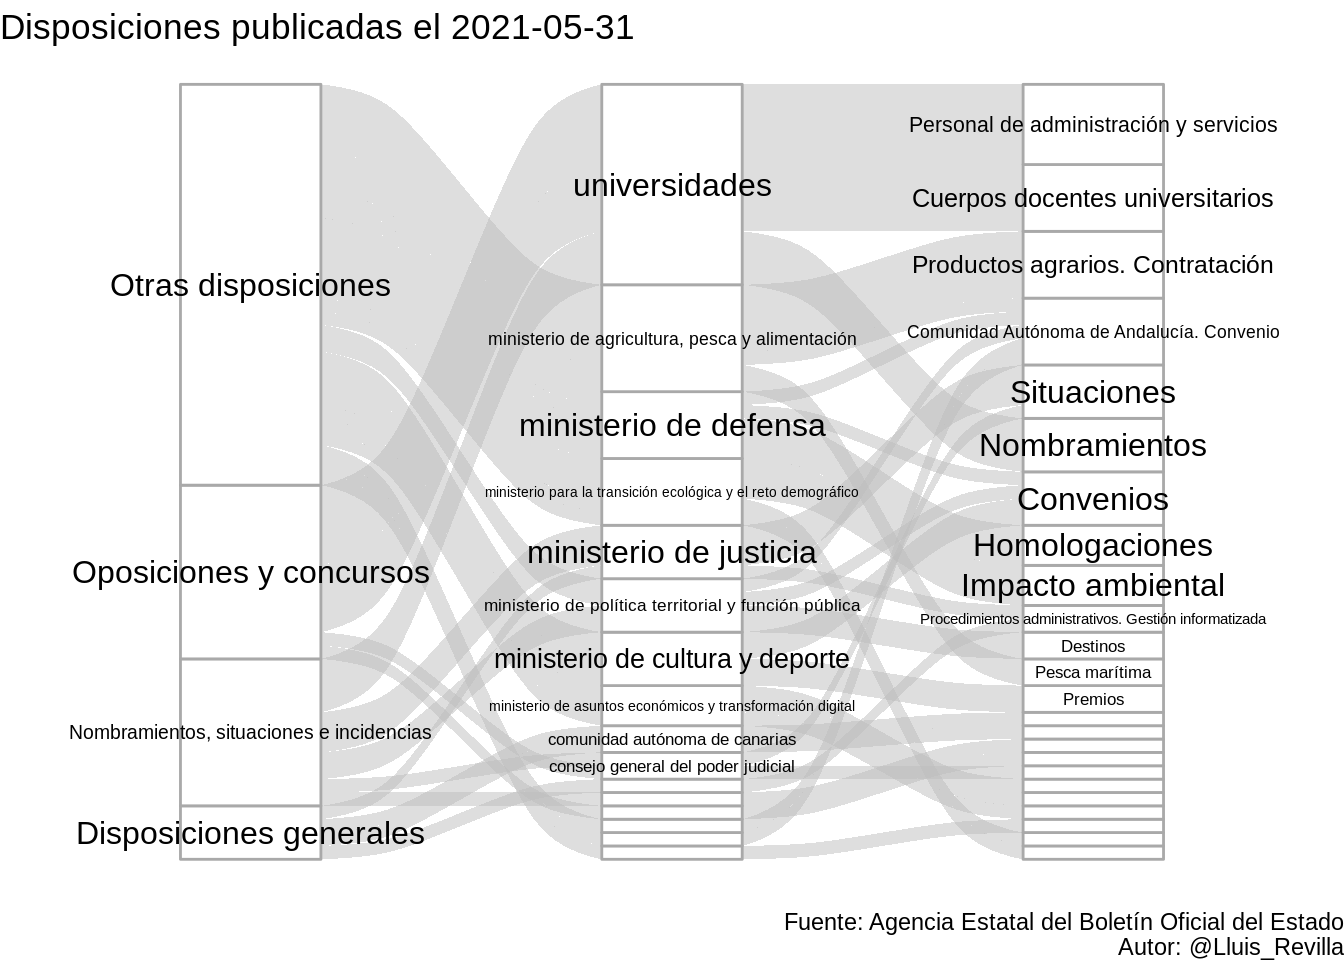 Disposiciones publicadas el 2021-05-31
Otras disposiciones
Oposiciones y concursos
Nombramientos, situaciones e incidencias
Disposiciones generales
universidades
ministerio de agricultura, pesca y alimentación
ministerio de defensa
ministerio para la transición ecológica y el reto demográfico
ministerio de justicia
ministerio de política territorial y función pública
ministerio de cultura y deporte
ministerio de asuntos económicos y transformación digital
comunidad autónoma de canarias
consejo general del poder judicial
Personal de administración y servicios
Cuerpos docentes universitarios
Productos agrarios. Contratación
Comunidad Autónoma de Andalucía. Convenio
Situaciones
Nombramientos
Convenios
Homologaciones
Impacto ambiental
Procedimientos administrativos. Gestión informatizada
Destinos
Pesca marítima
Premios
Fuente: Agencia Estatal del Boletín Oficial del Estado
Autor: @Lluis_Revilla